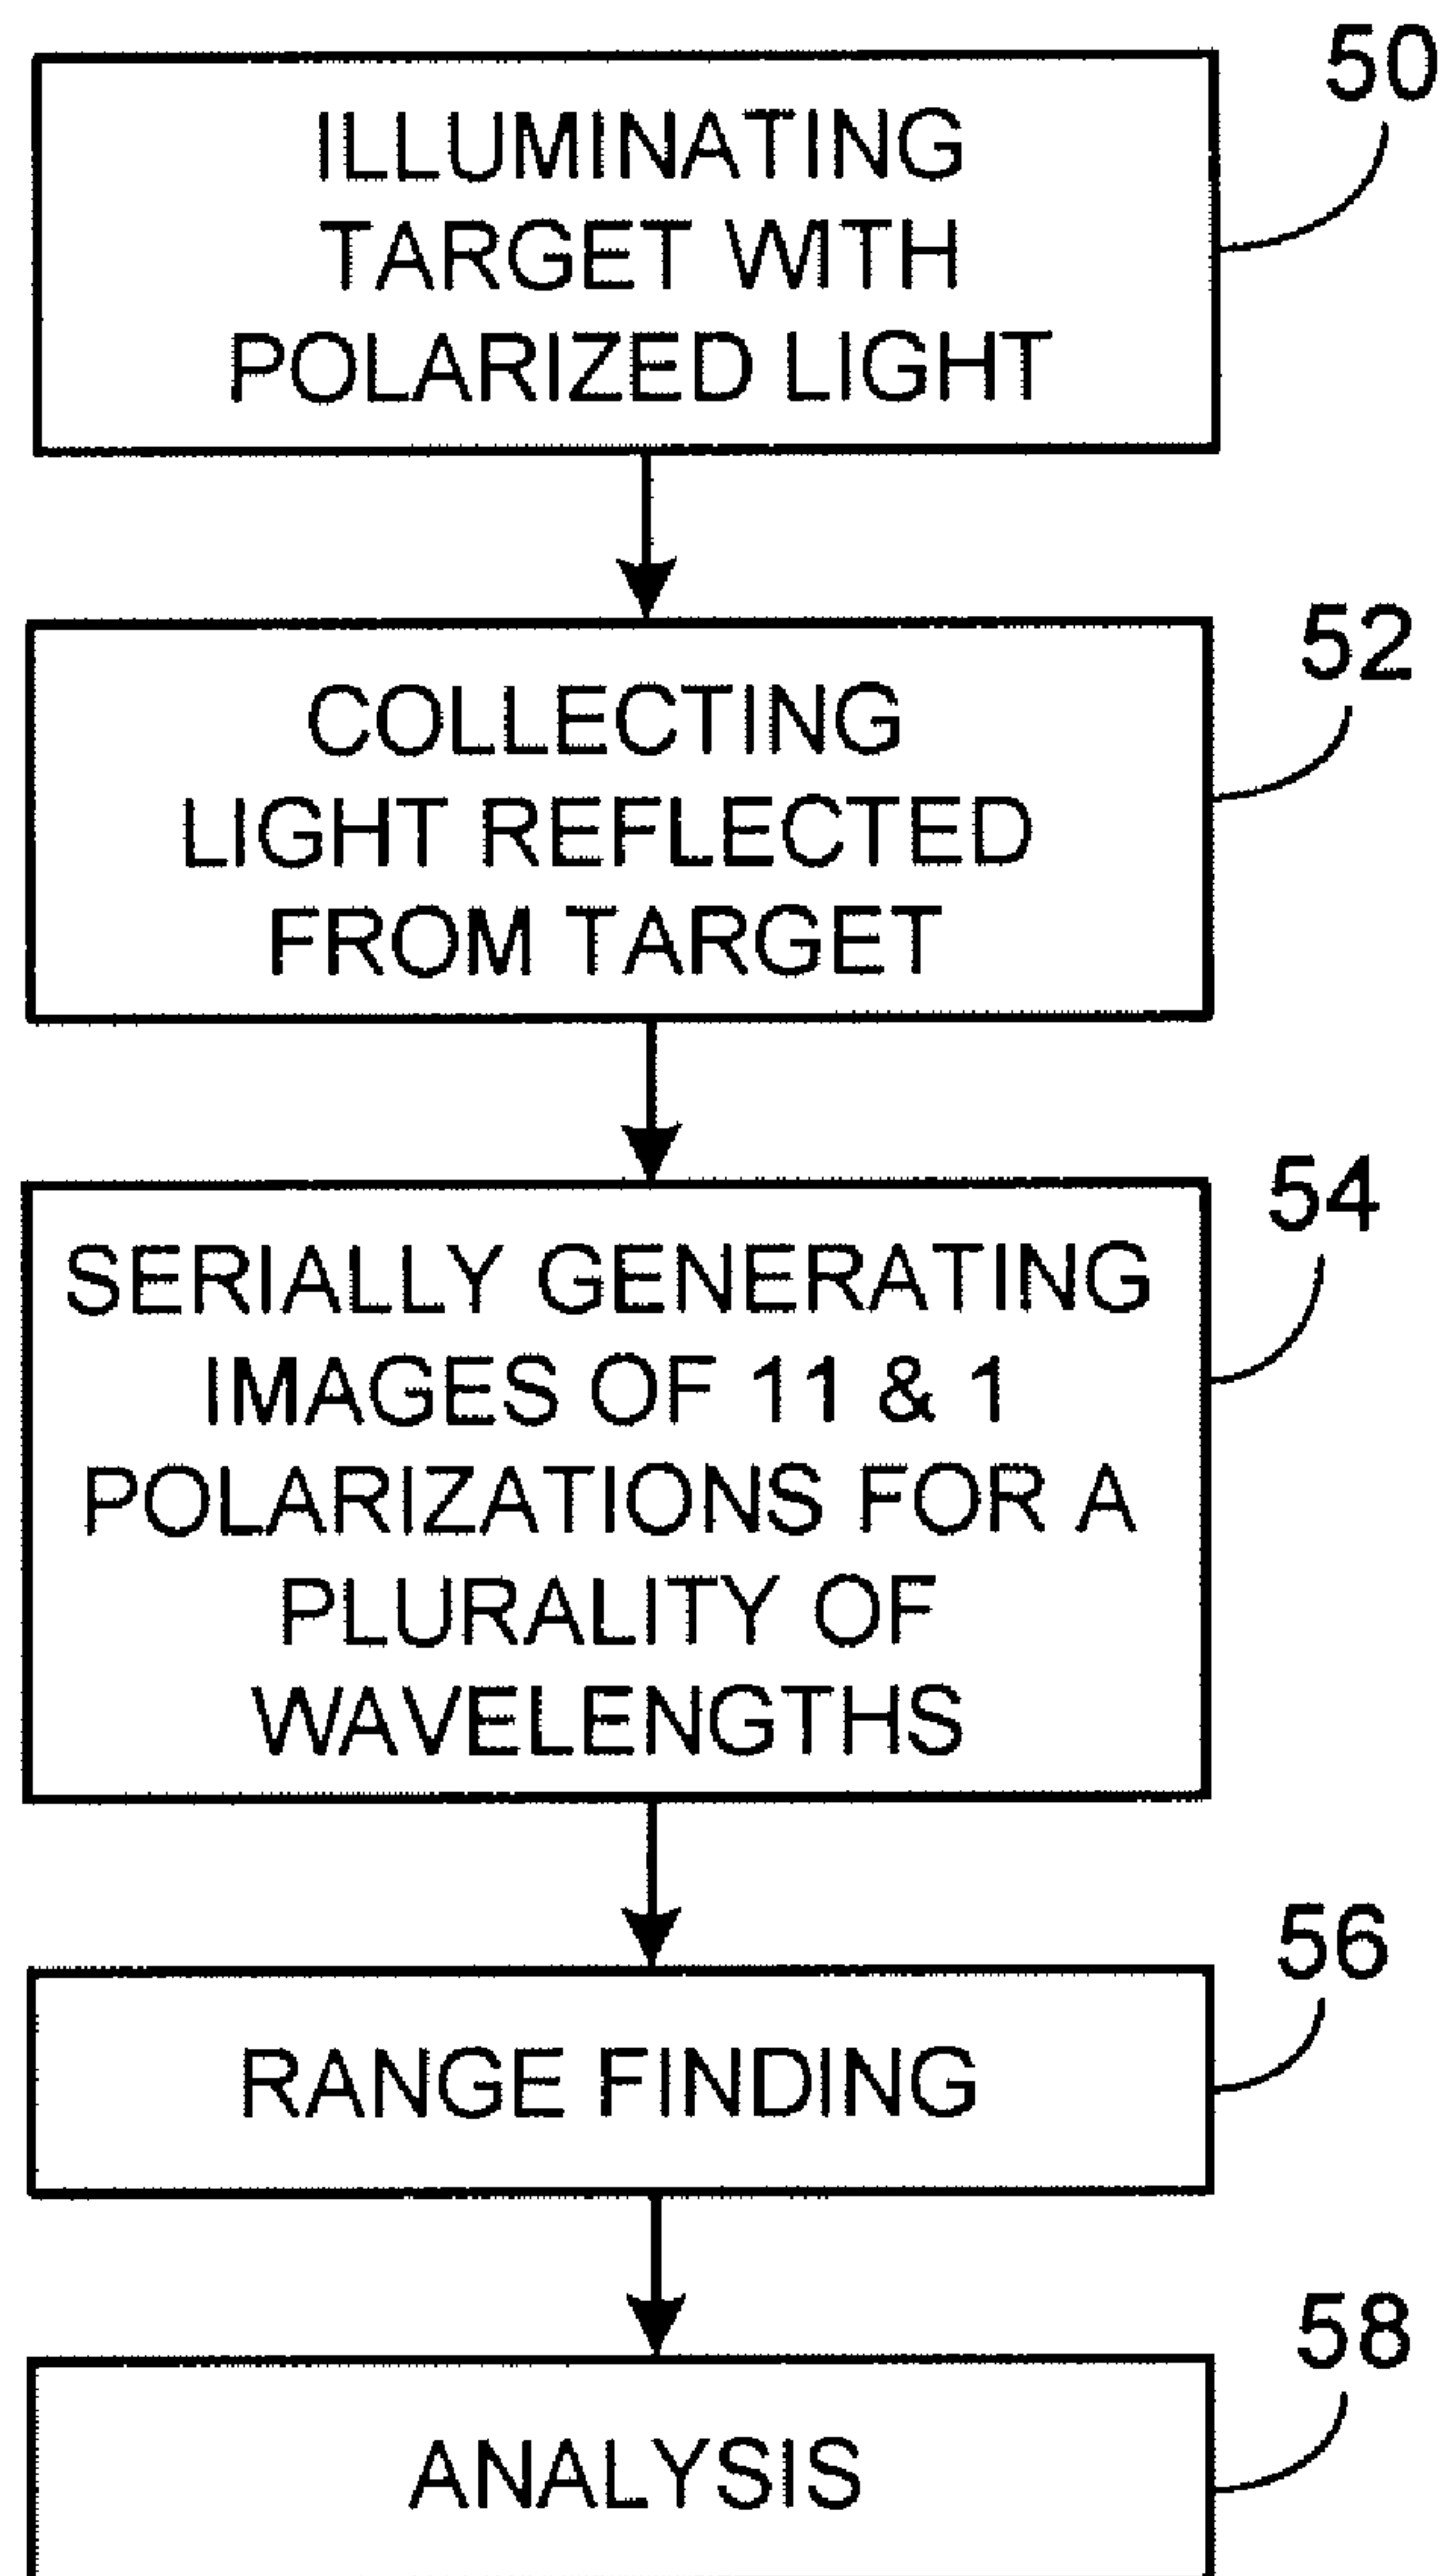 50
ILLUMINATING
TARGET WITH
POLARIZED LIGHT
52
COLLECTING
LIGHT REFLECTED
FROM TARGET
54
SERIALLY GENERATING
IMAGES OF 11 & 1
POLARIZATIONS FOR A
PLURALITY OF
WAVELENGTHS
56
RANGE FINDING
58
ANALYSIS